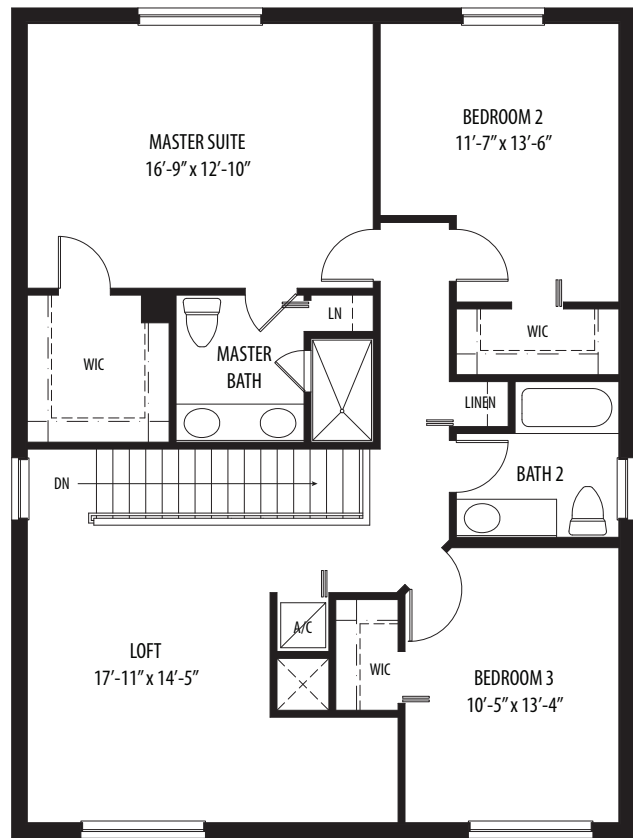 MASTER SUITE
16’-9” x 12’-10”
BEDROOM 2
11’-7” x 13’-6”
LN
WIC
WIC
MASTER
BATH
LINEN
BATH 2
DN
A/C
LOFT
17’-11” x 14’-5”
WIC
BEDROOM 3
10’-5” x 13’-4”